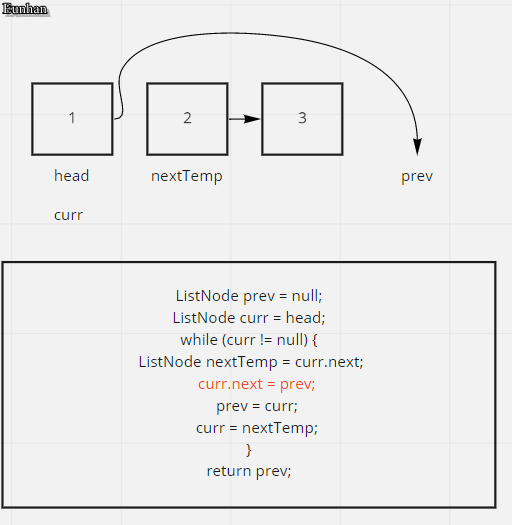 Eunhan
1 2 3
head nextTemp prev
curr
ListNode prev = null;
ListNode curr = head;
while (curr != null) {
ListNode nextTemp = curr.next;
curr.next = prev;
prev = curr;
curr = nextTemp;
}
return prev;